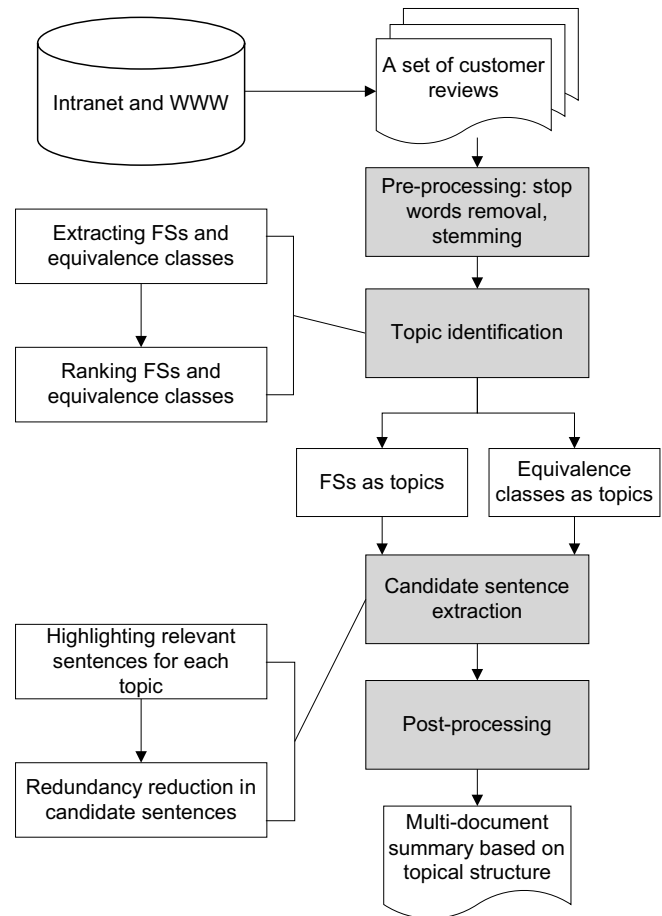 Intranet and WWW
A set of customer
reviews
Pre-processing: stop
words removal,
stemming
Extracting FSs and
equivalence classes
Topic identification
Ranking FSs and
equivalence classes
FSs as topics
Equivalence
classes as topics
Candidate sentence
extraction
Highlighting relevant
sentences for each
topic
Post-processing
Redundancy reduction in
candidate sentences
Multi-document
summary based on
topical structure